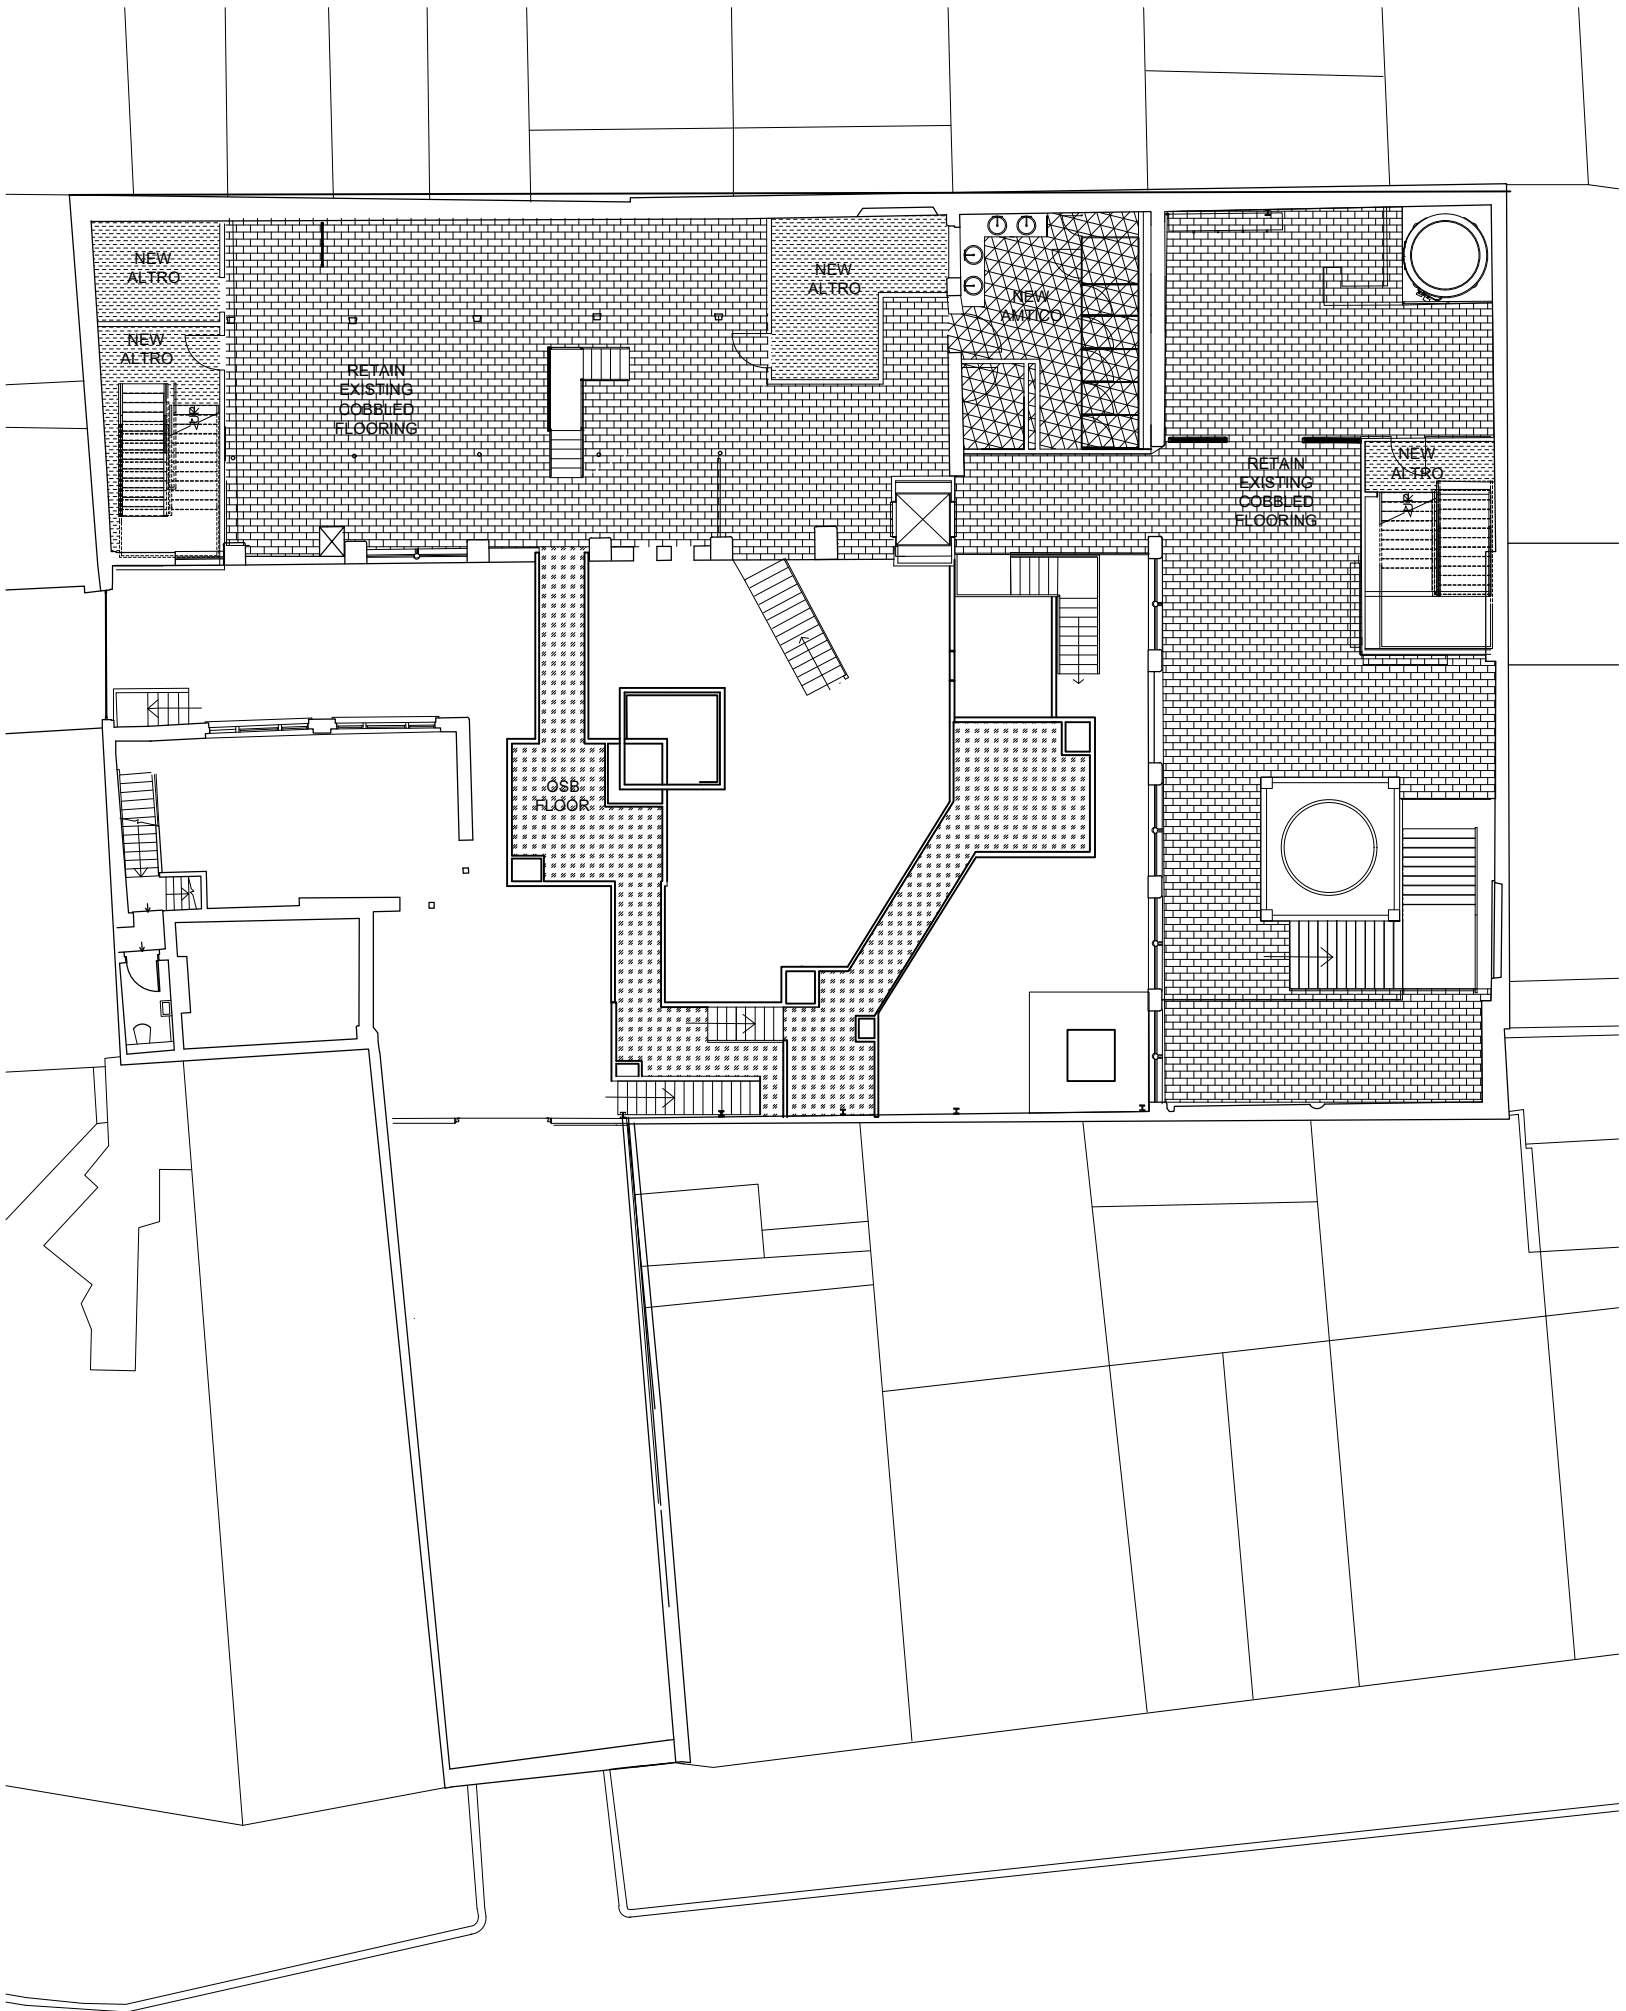 NEW
ALTRO
NEW
ALTRO
RETAIN
EXISTING
COBBLED
FLOORING
NEW
ALTRO
NEW
AMTICO
RETAIN
EXISTING
COBBLED
FLOORING
NEW
ALTRO
OSB
FLOOR